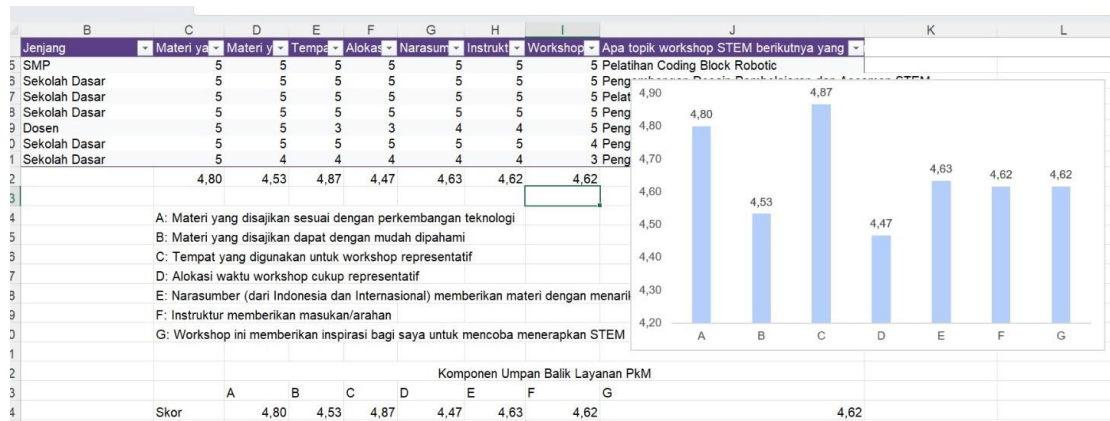 B C D E F G H I J K L
Jenjang Materi ya Materi y Tempa Alokas Narasum Instrukt Workshop Apa topik workshop STEM berikutnya yang
5 SMP 5 5 5 5 5 5 5 Pelatihan Coding Block Robotic
6 Sekolah Dasar 5 5 5 5 5 5 5 Pengembangan Desain Pembelajaran dan Asesmen STEM
7 Sekolah Dasar 5 5 5 5 5 5 5 Pelat
8 Sekolah Dasar 5 5 5 5 5 5 5 Peng
9 Dosen 5 5 3 3 4 4 5 Peng
0 Sekolah Dasar 5 5 5 5 5 5 4 Peng
1 Sekolah Dasar 5 4 4 4 4 4 3 Peng
2 4,80 4,53 4,87 4,47 4,63 4,62 4,62
3
4 A: Materi yang disajikan sesuai dengan perkembangan teknologi
5 B: Materi yang disajikan dapat dengan mudah dipahami
6 C: Tempat yang digunakan untuk workshop representatif
7 D: Alokasi waktu workshop cukup representatif
8 E: Narasumber (dari Indonesia dan Internasional) memberikan materi dengan menarik
9 F: Instruktur memberikan masukan/arahan
0 G: Workshop ini memberikan inspirasi bagi saya untuk mencoba menerapkan STEM
1
2 Komponen Umpan Balik Layanan PkM
3 A B C D E F G
4 Skor 4,80 4,53 4,87 4,47 4,63 4,62 4,62
4,90
4,80
4,70
4,60
4,50
4,40
4,30
4,20
4,80 4,53 4,87 4,47 4,63 4,62 4,62
A B C D E F G